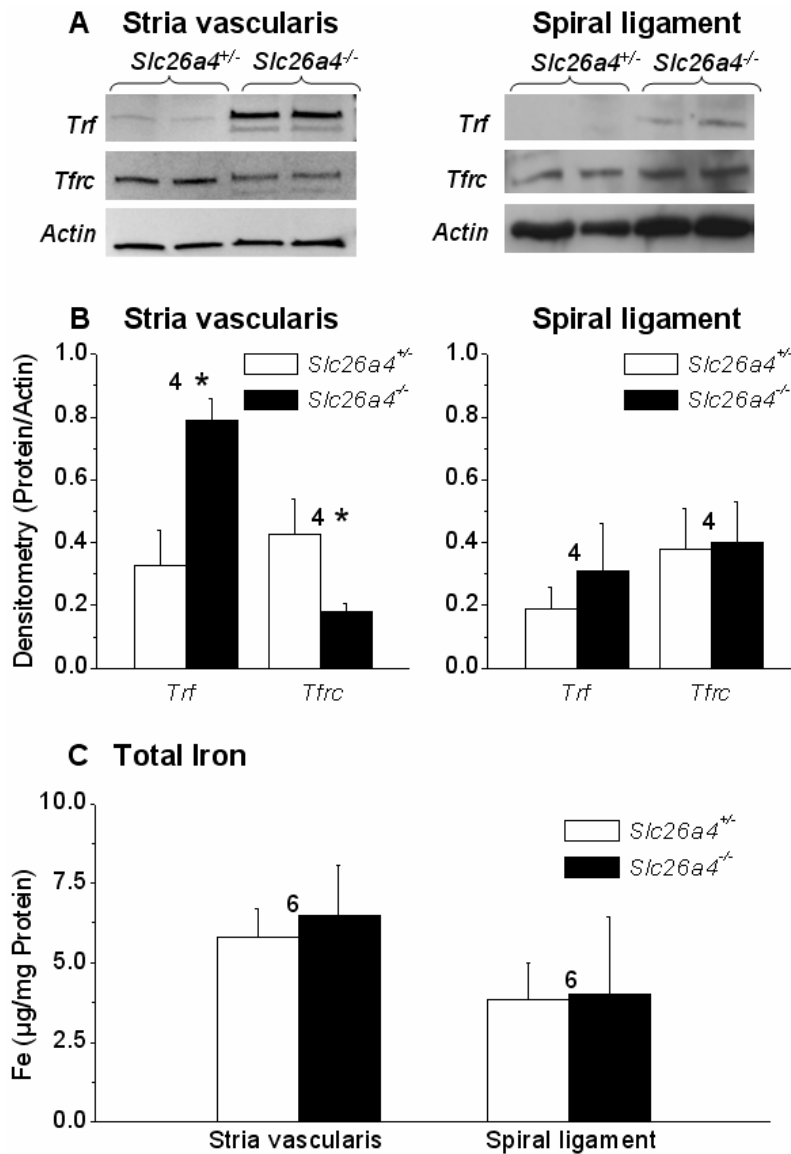 A Stria vascularis
Slc26a4+/- Slc26a4-/-
Trf
Tfrc
Actin
Spiral ligament
Slc26a4+/- Slc26a4-/-
Trf
Tfrc
Actin
B Stria vascularis
Densitometry (Protein/Actin)
1.0
0.8
0.6
0.4
0.2
0.0
Slc26a4+/-
Slc26a4-/-
4 *
4 *
Trf Tfrc
Spiral ligament
1.0
0.8
0.6
0.4
0.2
0.0
Slc26a4+/-
Slc26a4-/-
4
4
Trf Tfrc
C Total Iron
Fe (µg/mg Protein)
10.0
7.5
5.0
2.5
0.0
Slc26a4+/-
Slc26a4-/-
6
6
Stria vascularis Spiral ligament